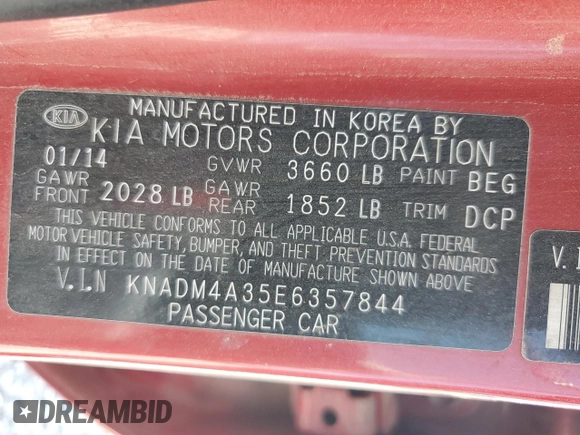 KIA MANUFACTURED IN KOREA BY
KIA MOTORS CORPORATION
01/14 GVWR 3660 LB PAINT BEG
GAWR FRONT 2028 LB GAWR REAR 1852 LB TRIM DCP
THIS VEHICLE CONFORMS TO ALL APPLICABLE U.S.A. FEDERAL
MOTOR VEHICLE SAFETY, BUMPER, AND THEFT PREVENTION STANDARDS
IN EFFECT ON THE DATE OF MANUFACTURE SHOWN ABOVE
V.I.N KNADM4A35E6357844
PASSENGER CAR
V.I
DREAMBID